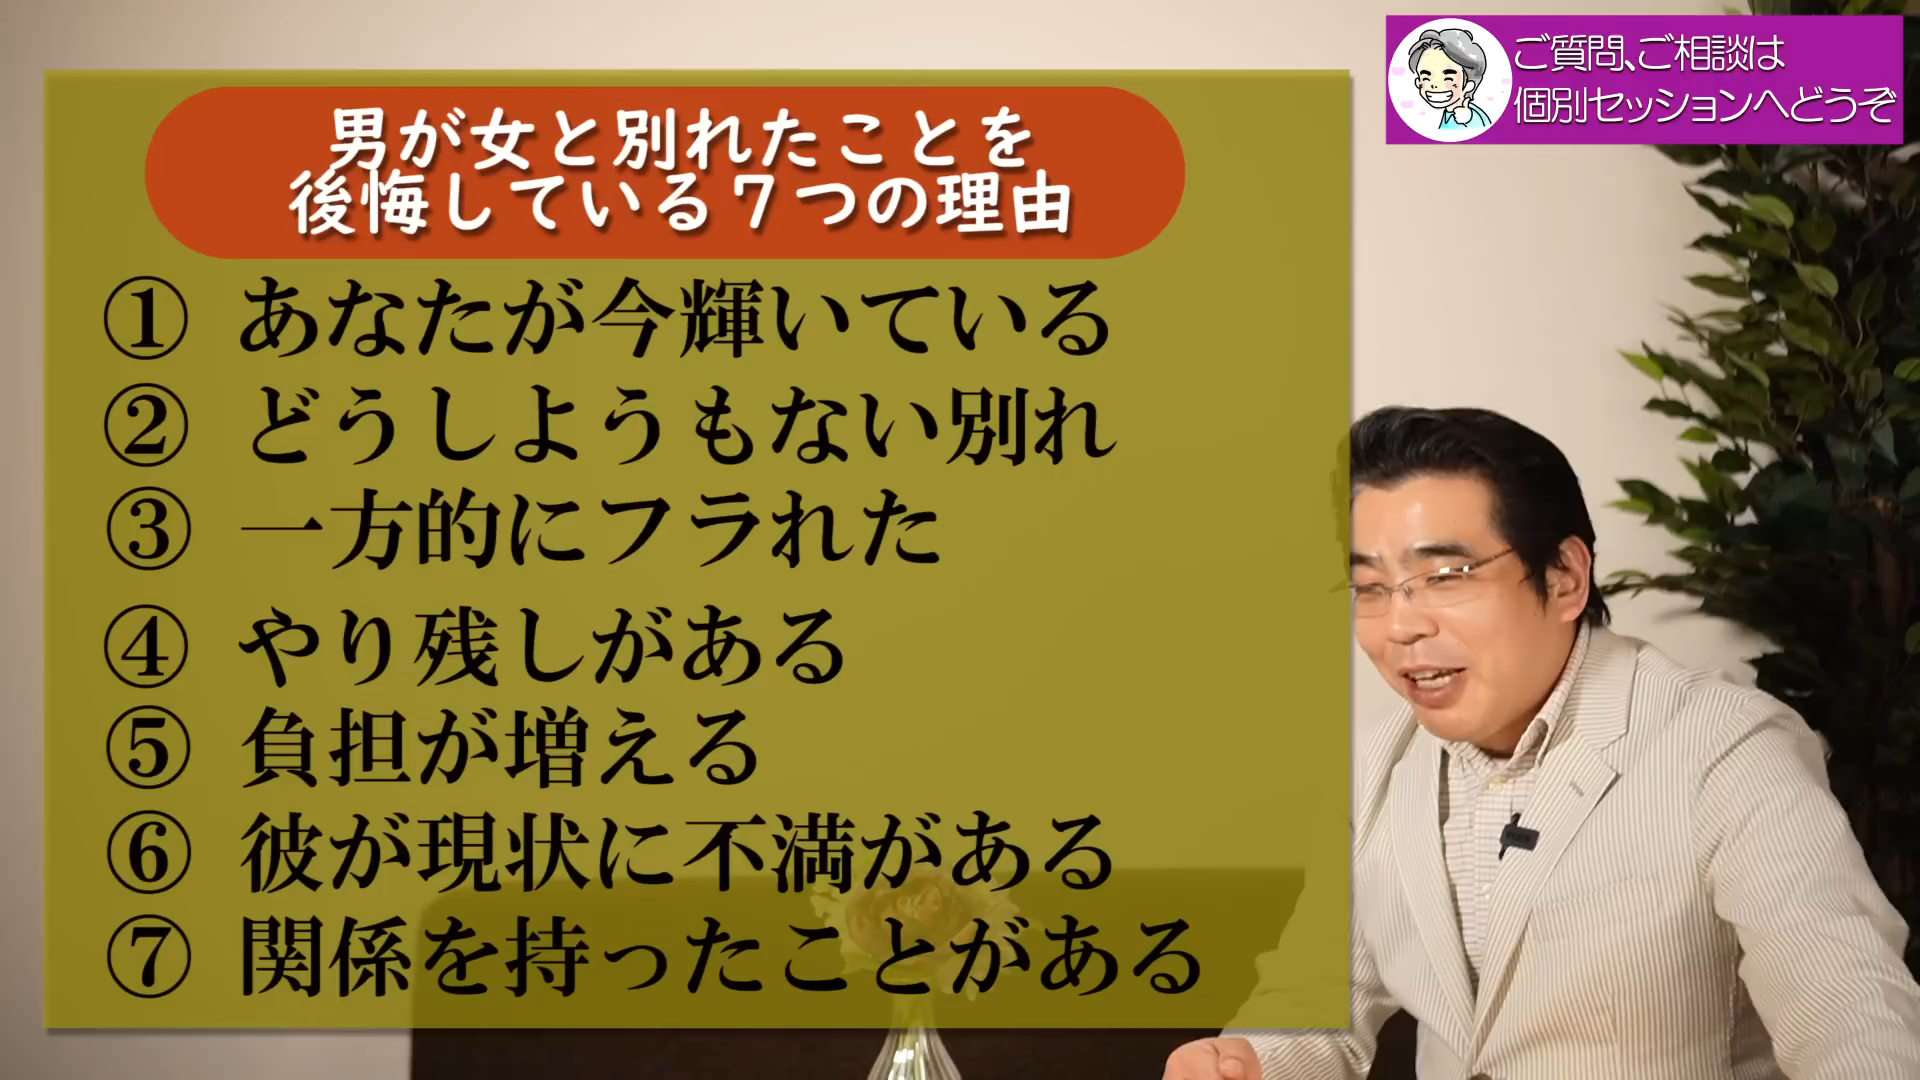 ご質問、ご相談は
個別セッションへどうぞ
男が女と別れたことを
後悔している7つの理由
① あなたが今輝いている
② どうしようもない別れ
③ 一方的にフラれた
④ やり残しがある
⑤ 負担が増える
⑥ 彼が現状に不満がある
⑦ 関係を持ったことがある